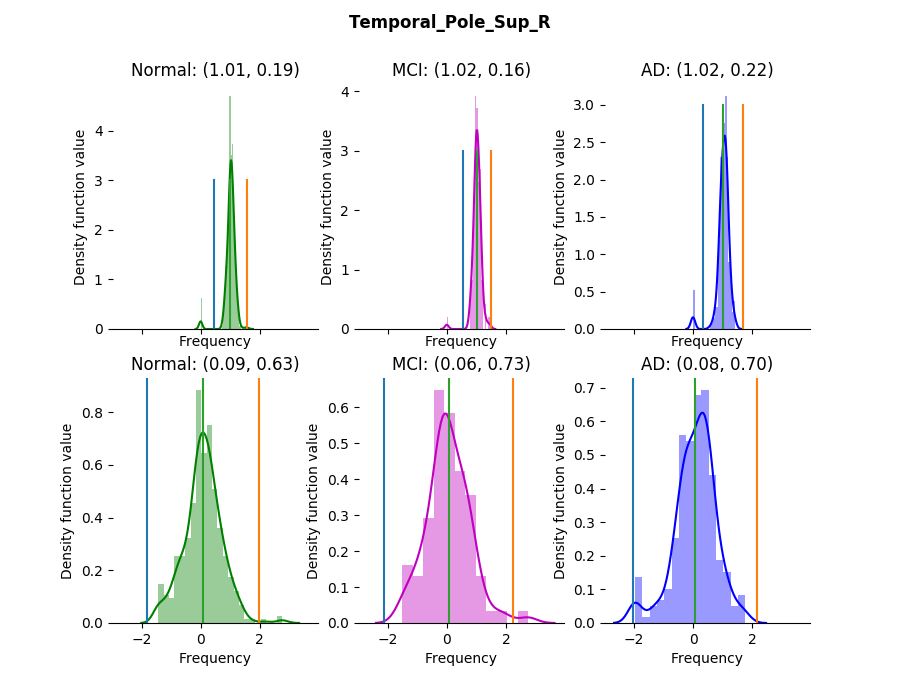 Temporal_Pole_Sup_R
Normal: (1.01, 0.19)
MCI: (1.02, 0.16)
AD: (1.02, 0.22)
Density function value
4
3
2
1
0
Frequency
Density function value
4
3
2
1
0
Frequency
Density function value
3.0
2.5
2.0
1.5
1.0
0.5
0.0
Frequency
Normal: (0.09, 0.63)
MCI: (0.06, 0.73)
AD: (0.08, 0.70)
Density function value
0.8
0.6
0.4
0.2
0.0
−2 0 2
Frequency
Density function value
0.6
0.5
0.4
0.3
0.2
0.1
0.0
−2 0 2
Frequency
Density function value
0.7
0.6
0.5
0.4
0.3
0.2
0.1
0.0
−2 0 2
Frequency